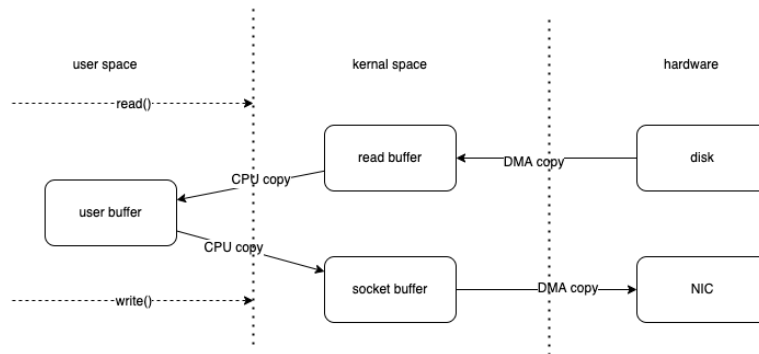 user space
kernal space
hardware
read()
read buffer
DMA copy
disk
CPU copy
user buffer
CPU copy
socket buffer
DMA copy
NIC
write()